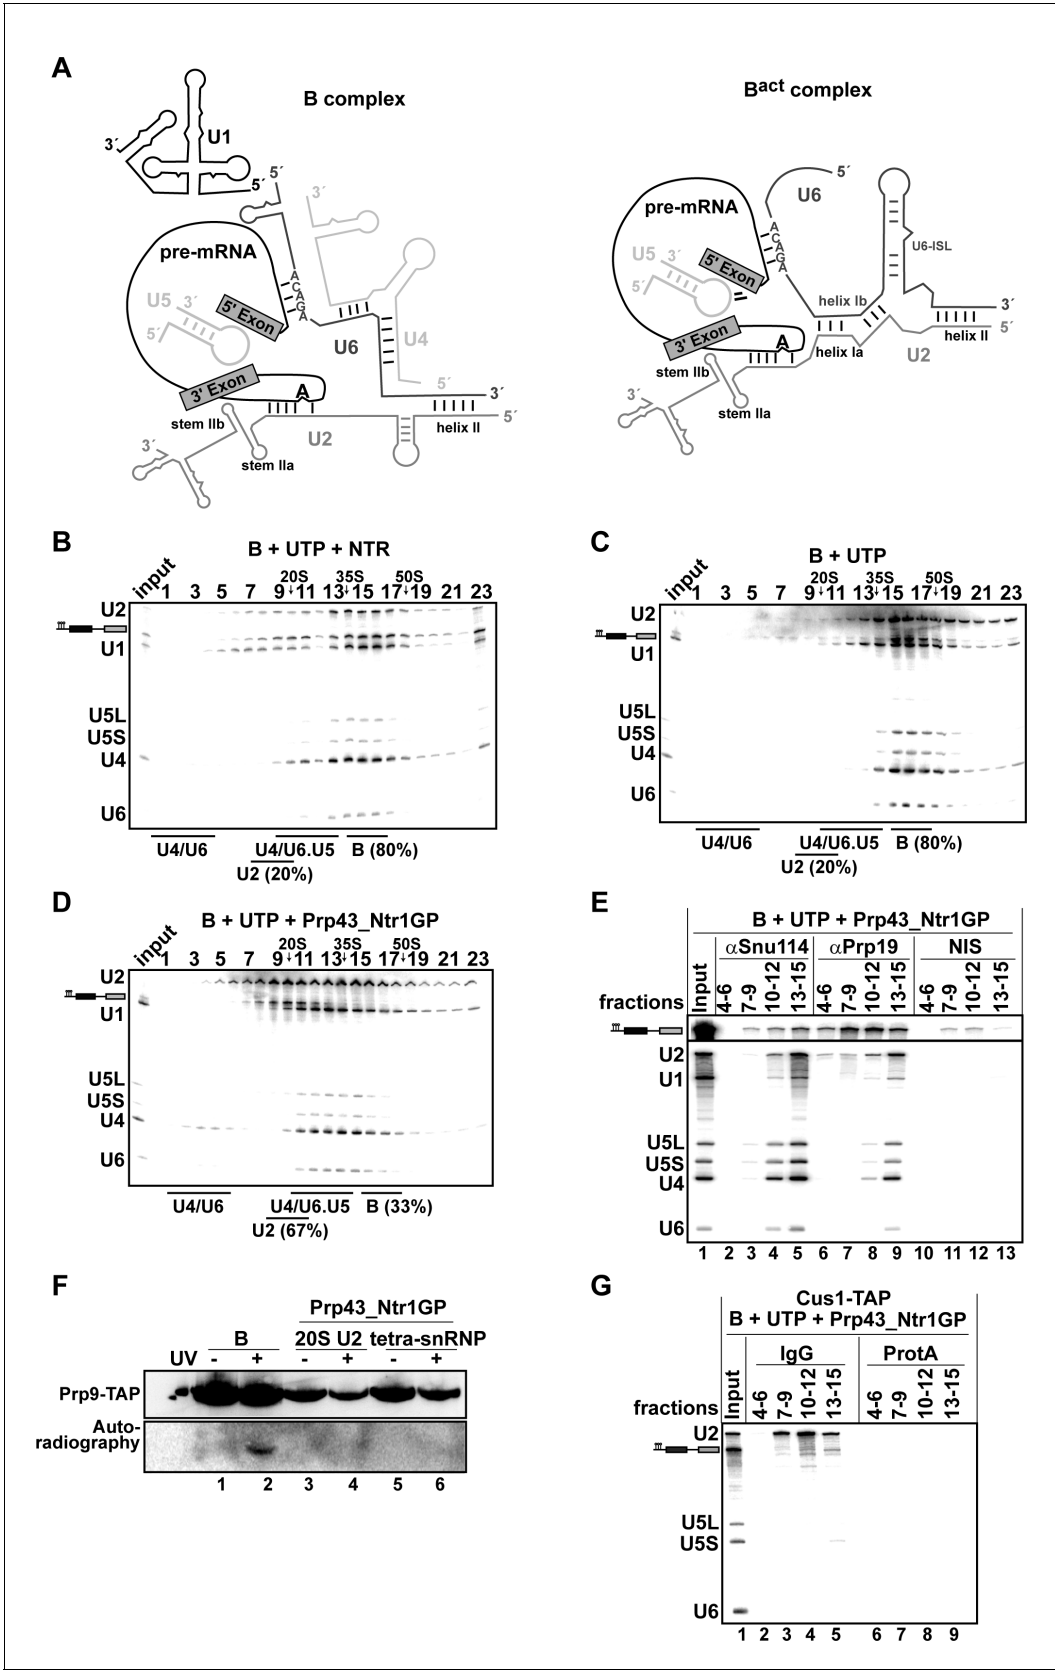 A
B complex
Bact complex
3´
U1
5´
5´
3´
pre-mRNA
5´ Exon
A
C
A
G
A
U5
3´
5´
U6
U4
5´
3´ Exon
A
3´
stem IIb
U2
helix II
5´
stem IIa
3´
5´
U6
pre-mRNA
A
C
A
G
A
U6-ISL
U5
3´
5´
5´ Exon
helix Ib
3´
3´ Exon
A
helix Ia
5´
U2
helix II
stem IIb
stem IIa
3´
B
B + UTP + NTR
20S 35S 50S
input 1 3 5 7 9 11 13 15 17 19 21 23
U2
U1
U5L
U5S
U4
U6
U4/U6 U4/U6.U5 B (80%)
U2 (20%)
C
B + UTP
20S 35S 50S
input 1 3 5 7 9 11 13 15 17 19 21 23
U2
U1
U5L
U5S
U4
U6
U4/U6 U4/U6.U5 B (80%)
U2 (20%)
D
B + UTP + Prp43_Ntr1GP
20S 35S 50S
input 1 3 5 7 9 11 13 15 17 19 21 23
U2
U1
U5L
U5S
U4
U6
U4/U6 U4/U6.U5 B (33%)
U2 (67%)
E
B + UTP + Prp43_Ntr1GP
αSnu114 αPrp19 NIS
fractions Input 4-6 7-9 10-12 13-15 4-6 7-9 10-12 13-15 4-6 7-9 10-12 13-15
U2
U1
U5L
U5S
U4
U6
1 2 3 4 5 6 7 8 9 10 11 12 13
F
Prp43_Ntr1GP
B 20S U2 tetra-snRNP
UV - + - + - +
Prp9-TAP
Auto-
radiography
1 2 3 4 5 6
G
Cus1-TAP
B + UTP + Prp43_Ntr1GP
IgG ProtA
fractions Input 4-6 7-9 10-12 13-15 4-6 7-9 10-12 13-15
U2
U5L
U5S
U6
1 2 3 4 5 6 7 8 9